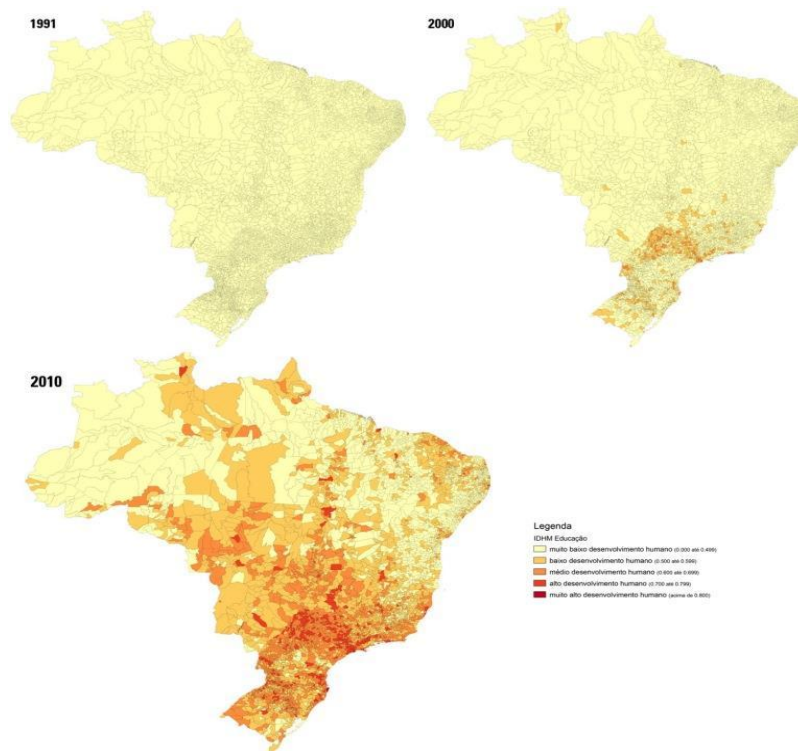 1991
2000
2010
Legenda
IDHM Educação
muito baixo desenvolvimento humano (0.000 até 0.499)
baixo desenvolvimento humano (0.500 até 0.599)
médio desenvolvimento humano (0.600 até 0.699)
alto desenvolvimento humano (0.700 até 0.799)
muito alto desenvolvimento humano (acima de 0.800)